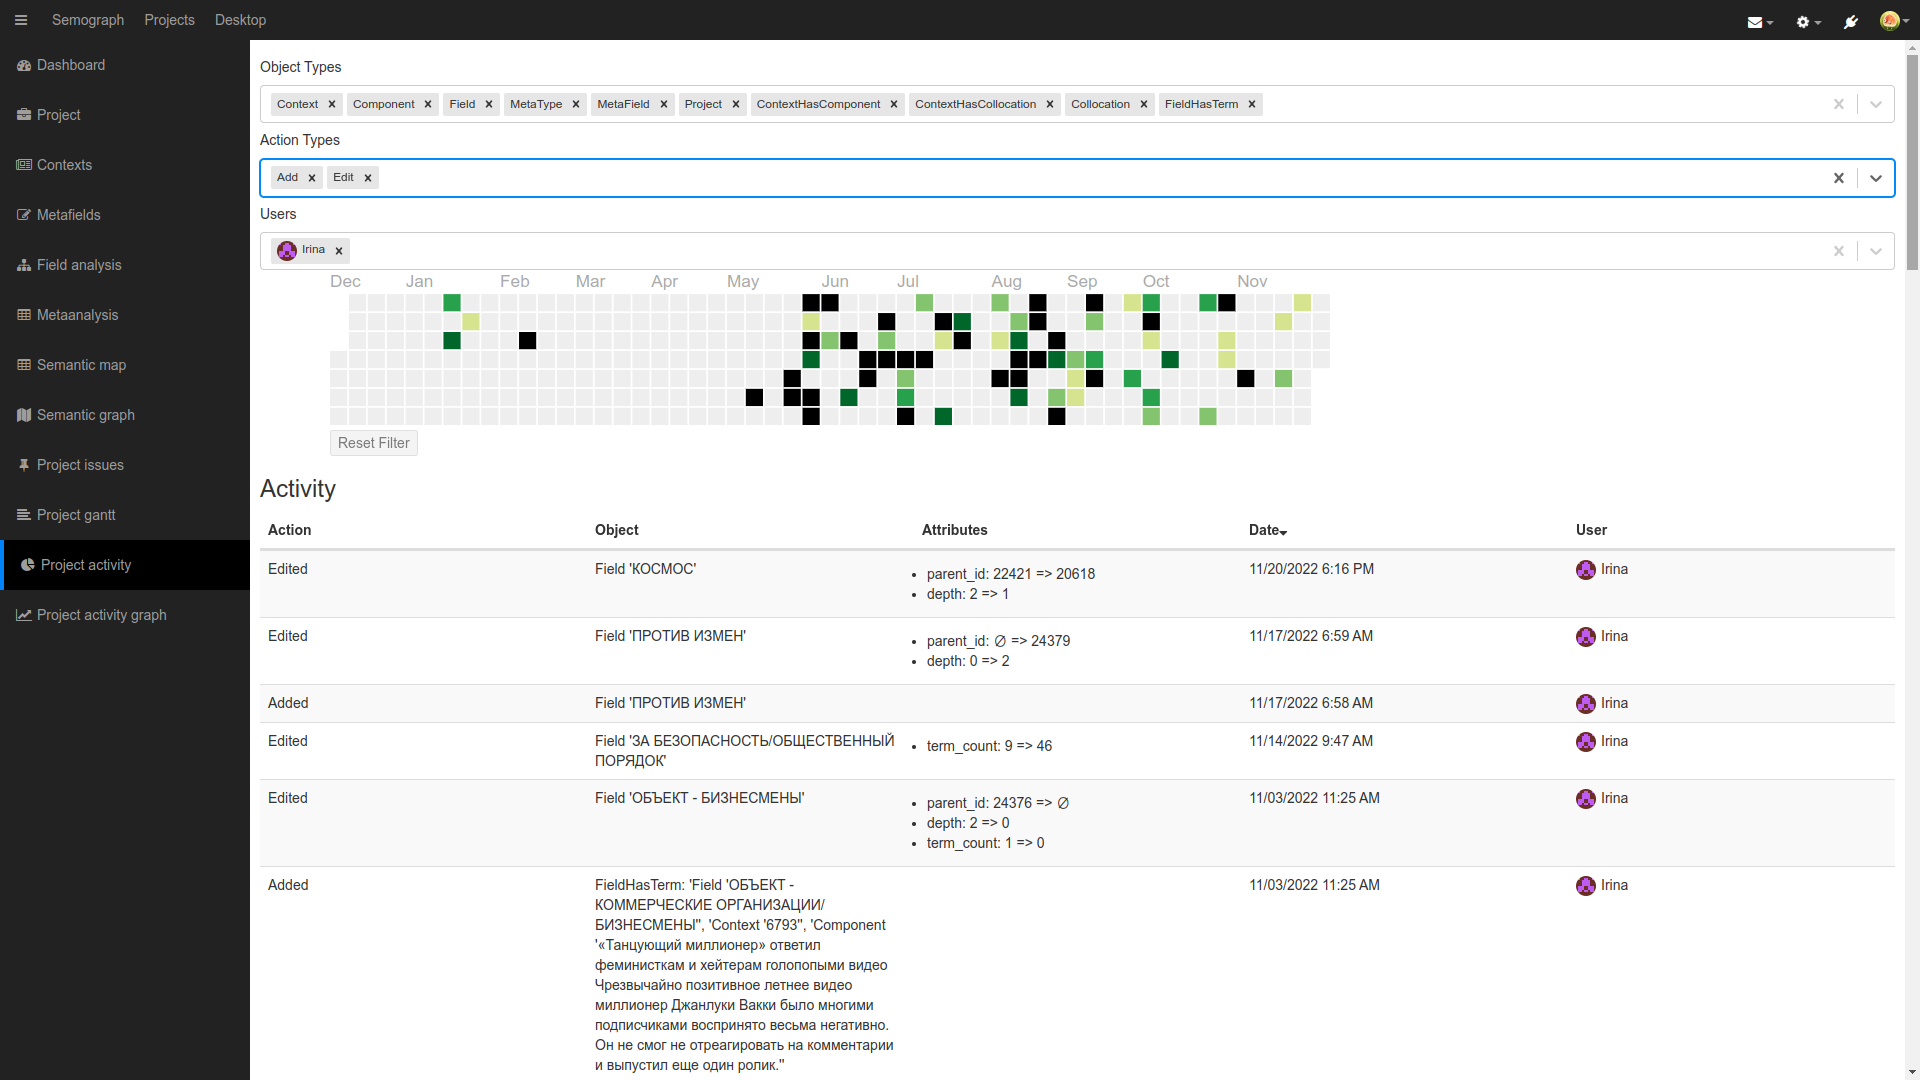 Semograph Projects Desktop
Dashboard
Project
Contexts
Metafields
Field analysis
Metaanalysis
Semantic map
Semantic graph
Project issues
Project gantt
Project activity
Project activity graph
Object Types
Context Component Field MetaType MetaField Project ContextHasComponent ContextHasCollocation Collocation FieldHasTerm
Action Types
Add Edit
Users
Irina
Dec Jan Feb Mar Apr May Jun Jul Aug Sep Oct Nov
Reset Filter
Activity
Action Object Attributes Date User
Edited Field 'КОСМОС' 11/20/2022 6:16 PM Irina
parent_id: 22421 => 20618
depth: 2 => 1
Edited Field 'ПРОТИВ ИЗМЕН' 11/17/2022 6:59 AM Irina
parent_id: ∅ => 24379
depth: 0 => 2
Added Field 'ПРОТИВ ИЗМЕН' 11/17/2022 6:58 AM Irina
Edited Field 'ЗА БЕЗОПАСНОСТЬ/ОБЩЕСТВЕННЫЙ 11/14/2022 9:47 AM Irina
ПОРЯДОК'
term_count: 9 => 46
Edited Field 'ОБЪЕКТ - БИЗНЕСМЕНЫ' 11/03/2022 11:25 AM Irina
parent_id: 24376 => ∅
depth: 2 => 0
term_count: 1 => 0
Added FieldHasTerm: 'Field 'ОБЪЕКТ - 11/03/2022 11:25 AM Irina
КОММЕРЧЕСКИЕ ОРГАНИЗАЦИИ/
БИЗНЕСМЕНЫ'', 'Context '6793'', 'Component
'«Танцующий миллионер» ответил
феминисткам и хейтерам голопопыми видео
Чрезвычайно позитивное летнее видео
миллионер Джанлуки Вакки было многими
подписчиками воспринято весьма негативно.
Он не смог не отреагировать на комментарии
и выпустил еще один ролик.''